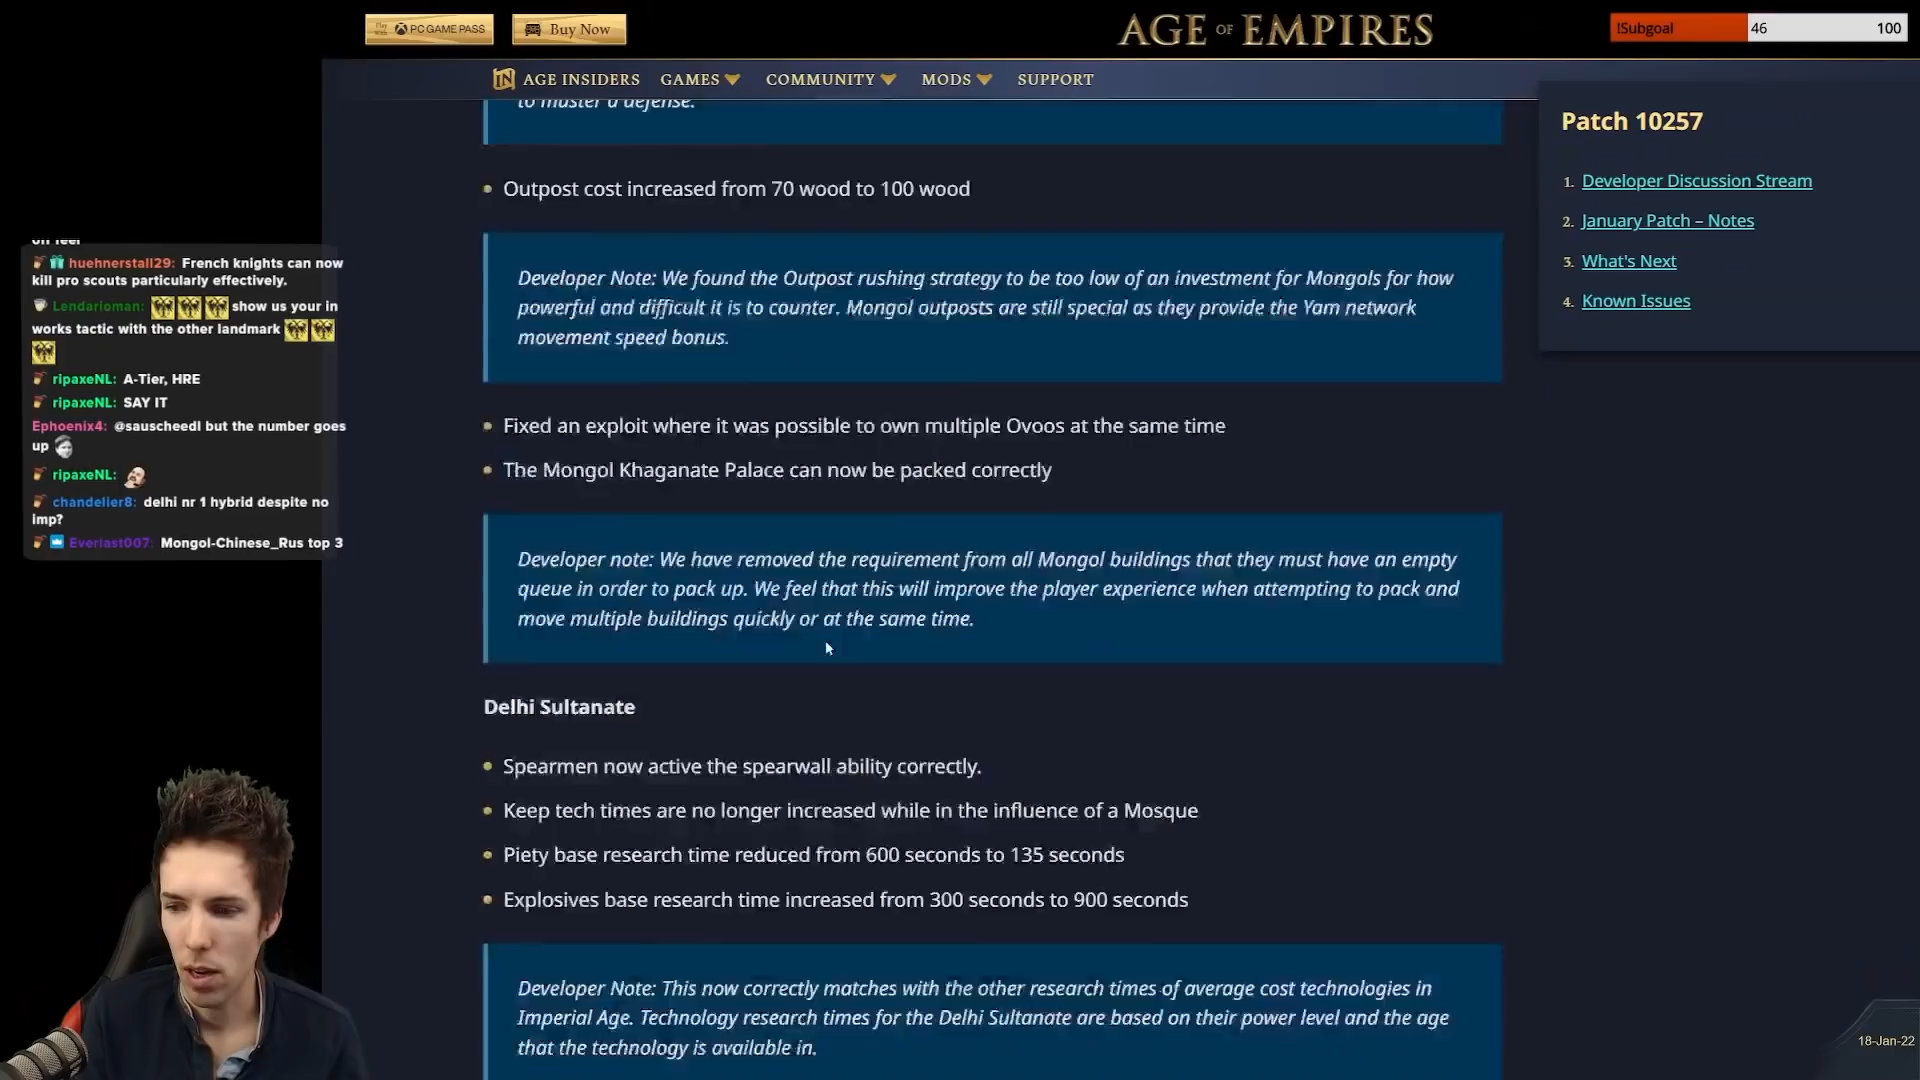 Play With PC GAME PASS
Buy Now
AGE OF EMPIRES
!Subgoal 46 100
IN AGE INSIDERS GAMES COMMUNITY MODS SUPPORT
to muster a defense.
Patch 10257
1. Developer Discussion Stream
2. January Patch – Notes
3. What's Next
4. Known Issues
Outpost cost increased from 70 wood to 100 wood
Developer Note: We found the Outpost rushing strategy to be too low of an investment for Mongols for how
powerful and difficult it is to counter. Mongol outposts are still special as they provide the Yam network
movement speed bonus.
Fixed an exploit where it was possible to own multiple Ovoos at the same time
The Mongol Khaganate Palace can now be packed correctly
Developer note: We have removed the requirement from all Mongol buildings that they must have an empty
queue in order to pack up. We feel that this will improve the player experience when attempting to pack and
move multiple buildings quickly or at the same time.
Delhi Sultanate
Spearmen now active the spearwall ability correctly.
Keep tech times are no longer increased while in the influence of a Mosque
Piety base research time reduced from 600 seconds to 135 seconds
Explosives base research time increased from 300 seconds to 900 seconds
Developer Note: This now correctly matches with the other research times of average cost technologies in
Imperial Age. Technology research times for the Delhi Sultanate are based on their power level and the age
that the technology is available in.
huehnerstall29: French knights can now
kill pro scouts particularly effectively.
Lendarioman: show us your in
works tactic with the other landmark
ripaxeNL: A-Tier, HRE
ripaxeNL: SAY IT
Ephoenix4: @sauscheedl but the number goes
up
ripaxeNL:
chandelier8: delhi nr 1 hybrid despite no
imp?
Everlast007: Mongol-Chinese_Rus top 3
18-Jan-22